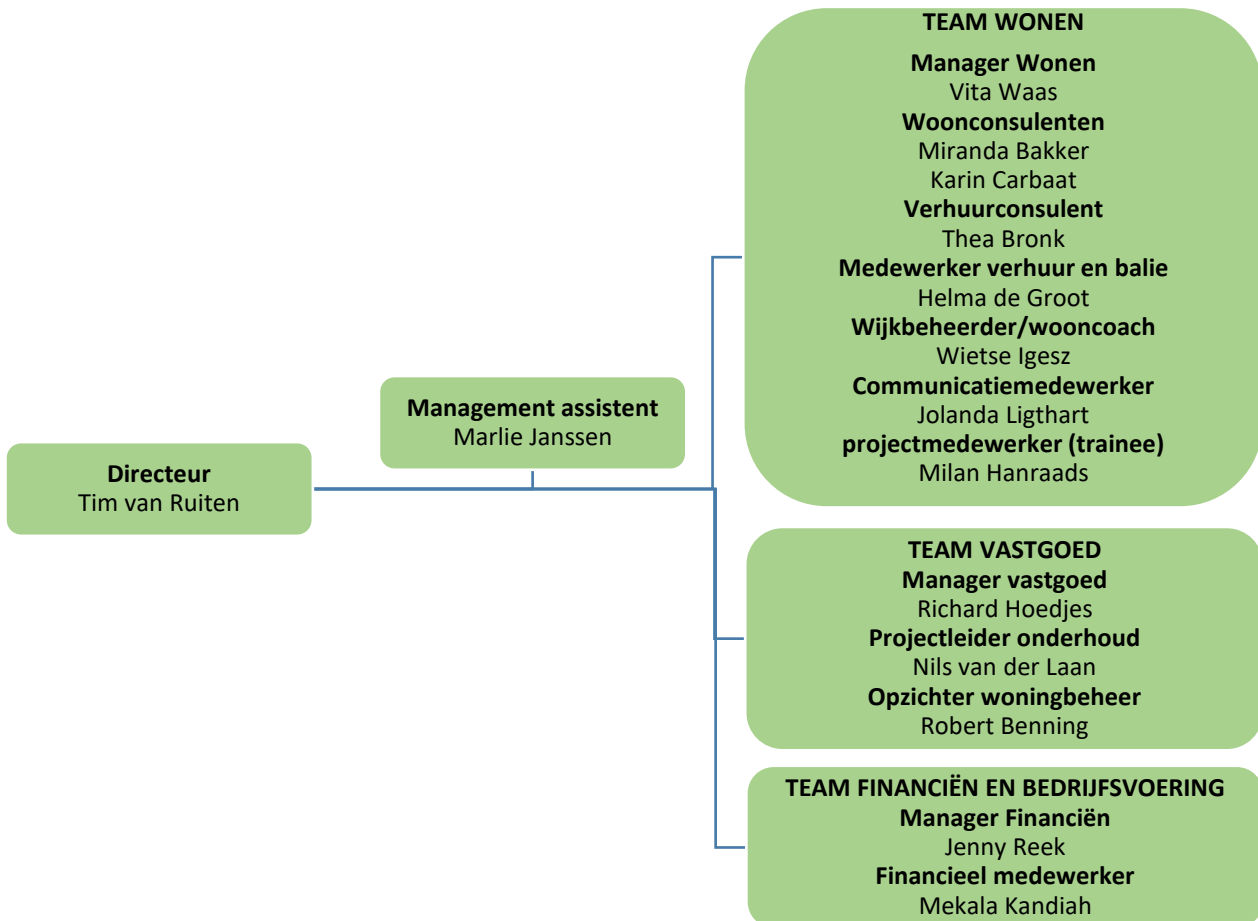 Directeur
Tim van Ruiten
Management assistent
Marlie Janssen
TEAM WONEN
Manager Wonen
Vita Waas
Woonconsulenten
Miranda Bakker
Karin Carbaat
Verhuurconsulent
Thea Bronk
Medewerker verhuur en balie
Helma de Groot
Wijkbeheerder/wooncoach
Wietse Igesz
Communicatiemedewerker
Jolanda Ligthart
projectmedewerker (trainee)
Milan Hanraads
TEAM VASTGOED
Manager vastgoed
Richard Hoedjes
Projectleider onderhoud
Nils van der Laan
Opzichter woningbeheer
Robert Benning
TEAM FINANCIËN EN BEDRIJFSVOERING
Manager Financiën
Jenny Reek
Financieel medewerker
Mekala Kandiah